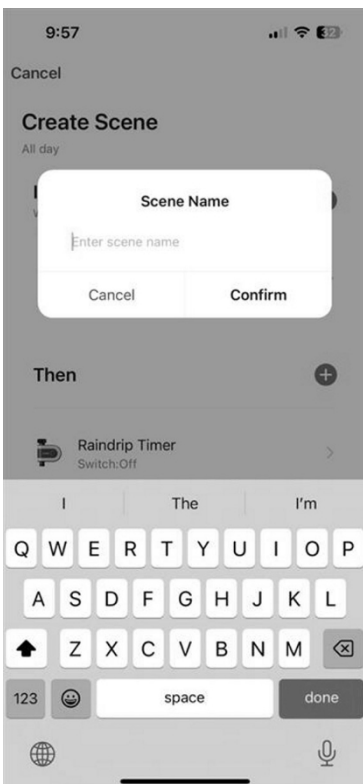 9:57
32
Cancel
Create Scene
All day
Scene Name
Enter scene name
Cancel
Confirm
Then
Raindrip Timer
Switch:Off
I
The
I'm
Q W E R T Y U I O P
A S D F G H J K L
Z X C V B N M
123
space
done